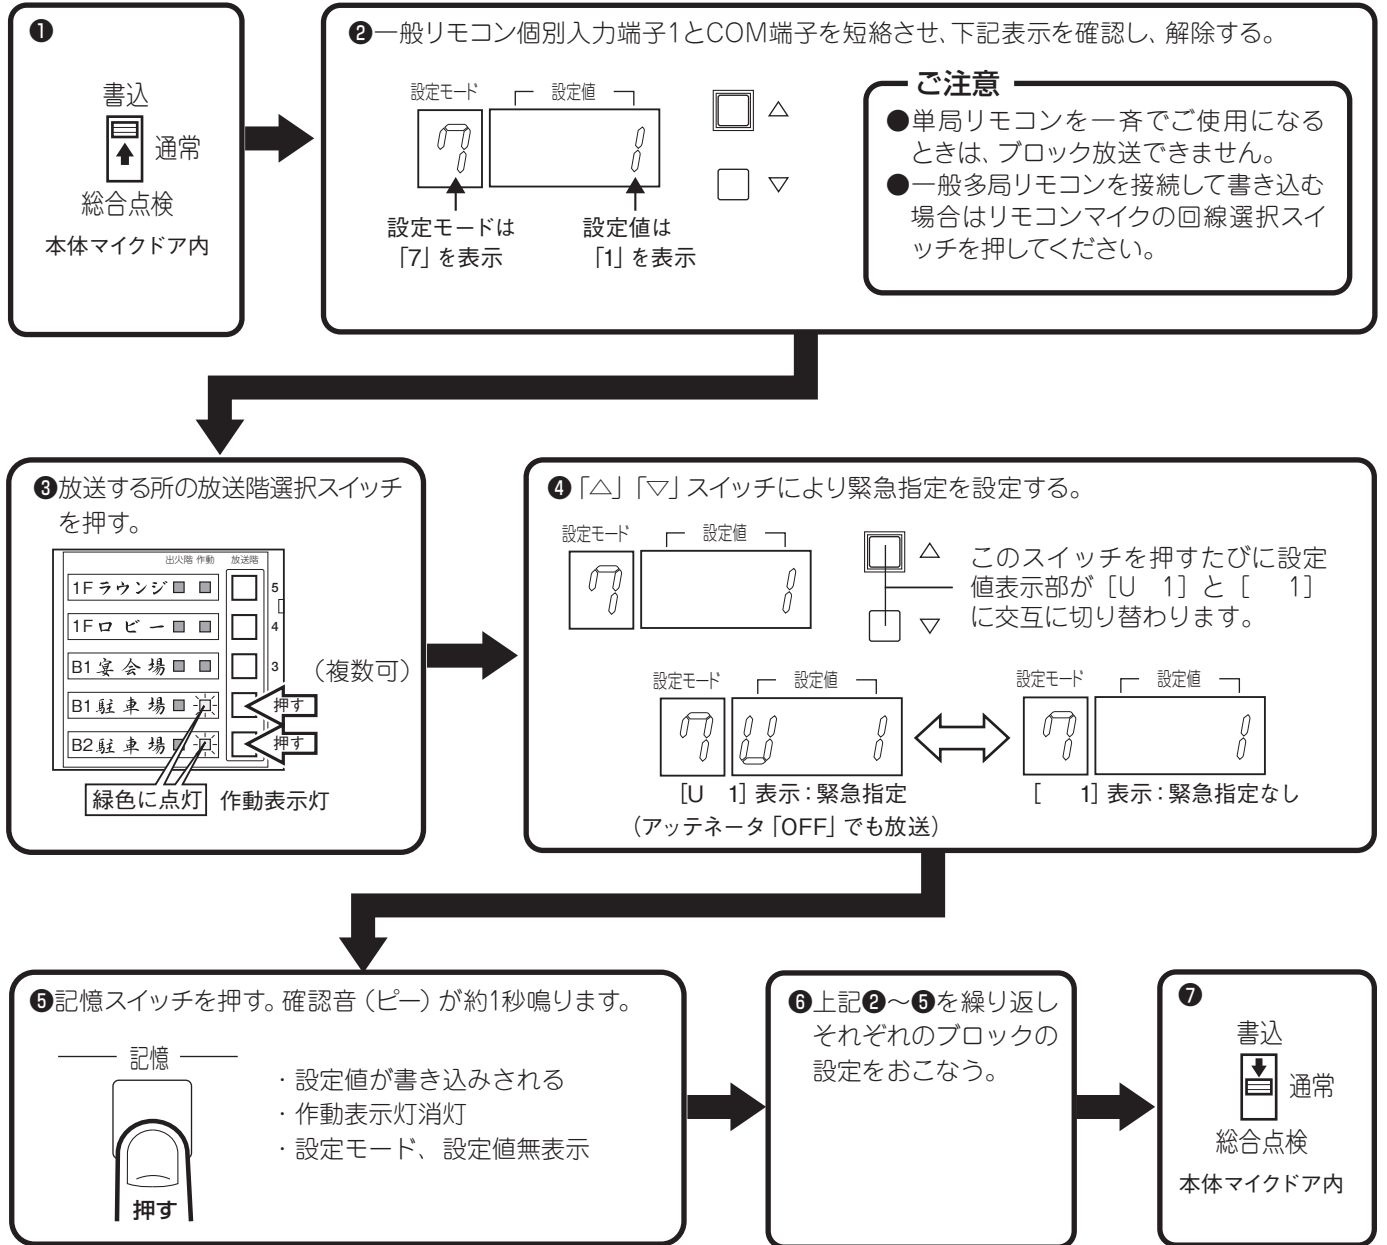 ❶
書込
通常
総合点検
本体マイクドア内
❷一般リモコン個別入力端子1とCOM端子を短絡させ、下記表示を確認し、解除する。
設定モード 設定値
7 1
△
▽
設定モードは
「7」を表示
設定値は
「1」を表示
ご注意
●単局リモコンを一斉でご使用になる
ときは、ブロック放送できません。
●一般多局リモコンを接続して書き込む
場合はリモコンマイクの回線選択スイ
ッチを押してください。
❸放送する所の放送階選択スイッチ
を押す。
出火階 作動 放送階
1Fラウンジ 5
1Fロビー 4
B1宴会場 3
(複数可)
B1駐車場 押す
B2駐車場 押す
緑色に点灯 作動表示灯
❹「△」「▽」スイッチにより緊急指定を設定する。
設定モード 設定値
7 1
△
▽
このスイッチを押すたびに設定
値表示部が[U 1]と[ 1]
に交互に切り替わります。
設定モード 設定値
7 U 1
[U 1]表示:緊急指定
(アッテネータ「OFF」でも放送)
設定モード 設定値
7 1
[ 1]表示:緊急指定なし
❺記憶スイッチを押す。確認音(ピー)が約1秒鳴ります。
記憶
押す
・設定値が書き込みされる
・作動表示灯消灯
・設定モード、設定値無表示
❻上記❷~❺を繰り返し
それぞれのブロックの
設定をおこなう。
❼
書込
通常
総合点検
本体マイクドア内